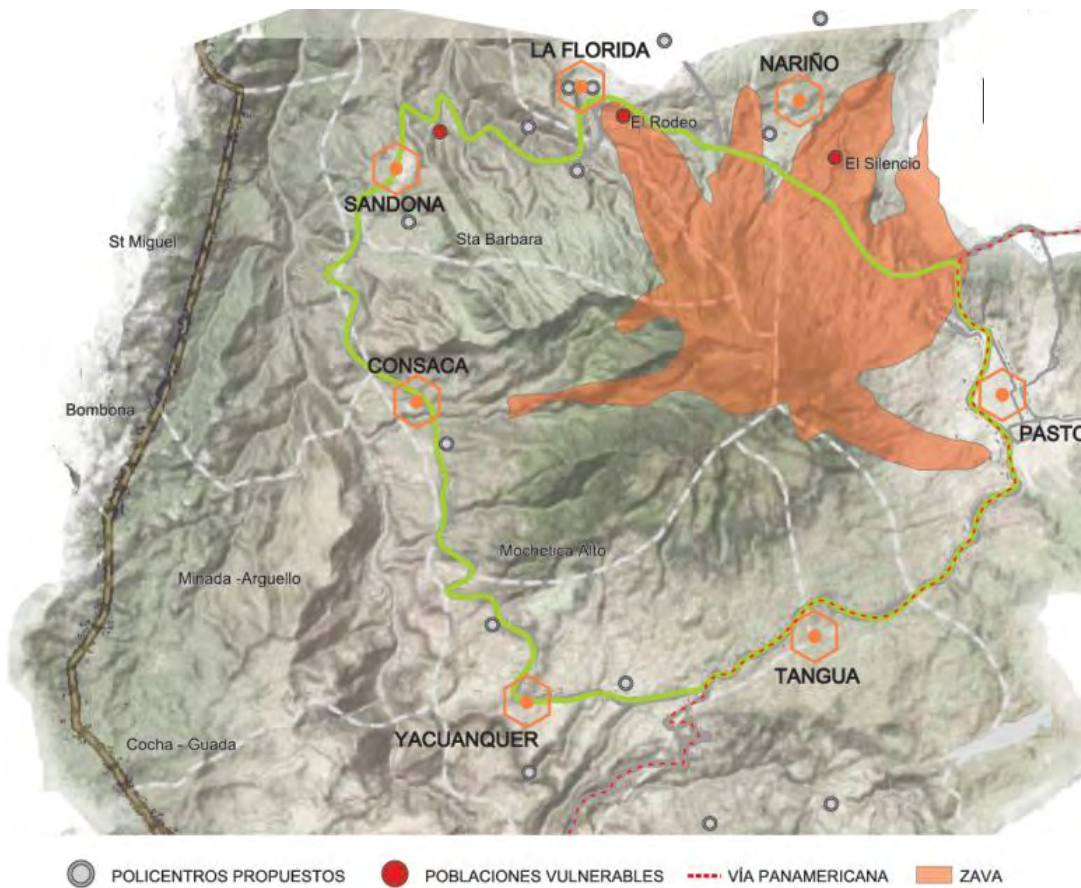 LA FLORIDA
NARIÑO
El Rodeo
El Silencio
SANDONA
St Miguel
Sta Barbara
CONSACA
Bombona
PASTO
Mochetica Alto
Minada -Arguello
TANGUA
YACUANQUER
Cocha - Guada
POLICENTROS PROPUESTOS
POBLACIONES VULNERABLES
VÍA PANAMERICANA
ZAVA